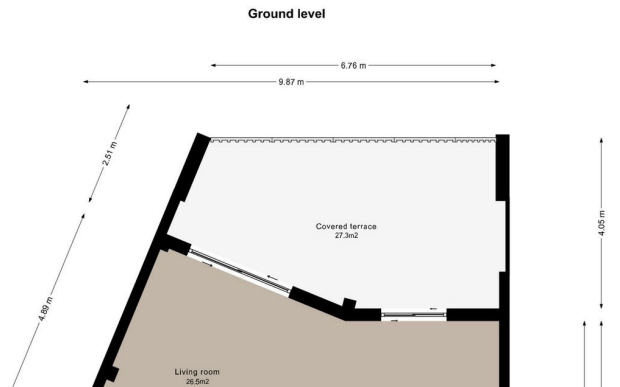 Ground level
6.76 m
9.87 m
2.51 m
4.05 m
Covered terrace
27.3m2
4.89 m
Living room
26.5m2